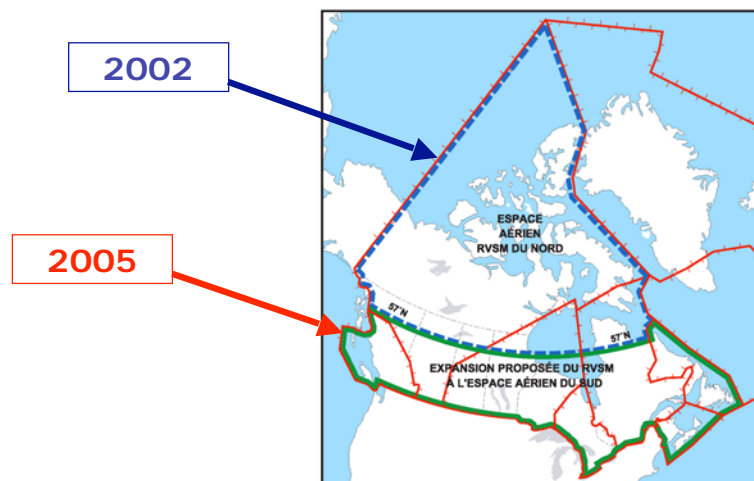 2002
ESPACE
AÉRIEN
RVSM DU NORD
2005
57°N
57°N
EXPANSION PROPOSÉE DU RVSM
À L'ESPACE AÉRIEN DU SUD